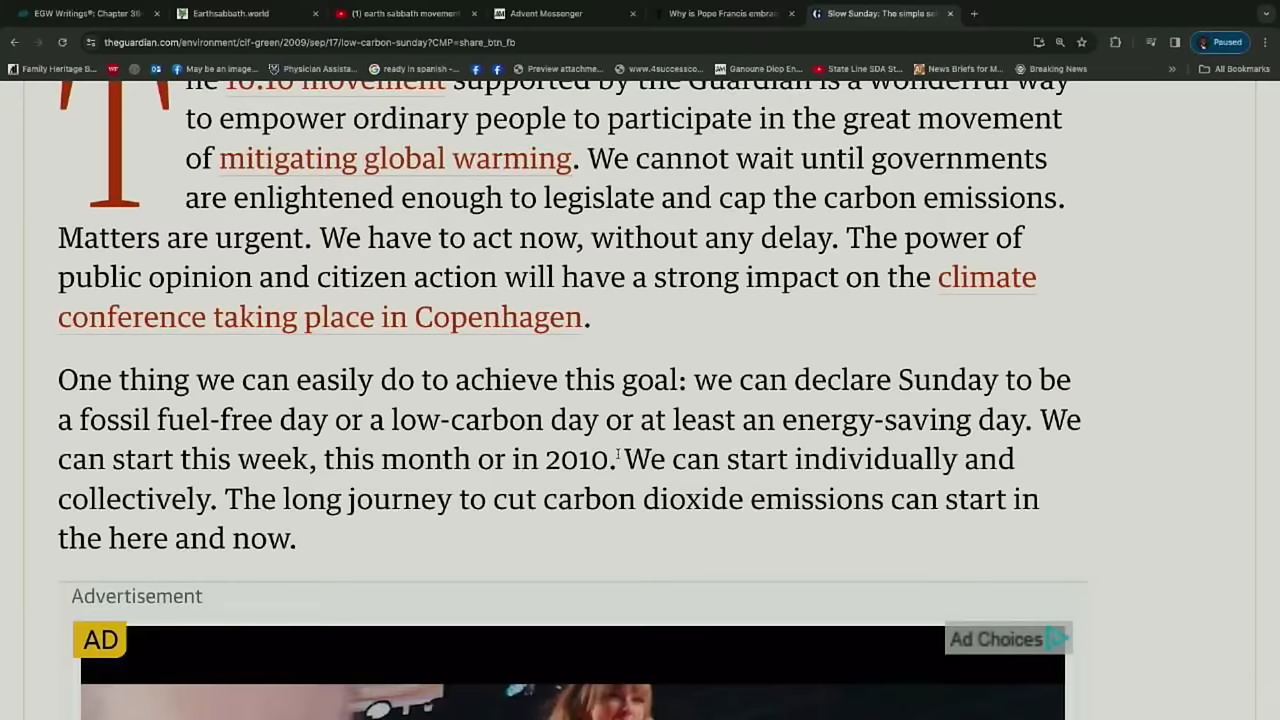 EGW Writings®: Chapter 36-
Earthsabbath.world
(1) earth sabbath movement
Advent Messenger
Why is Pope Francis embra
Slow Sunday: The simple so
theguardian.com/environment/cif-green/2009/sep/17/low-carbon-sunday?CMP=share_btn_fb
Paused
Family Heritage B...
May be an image...
Physician Assista...
ready in spanish -...
Preview attachme...
www.4successco...
Ganoune Diop En...
State Line SDA St...
News Briefs for M...
Breaking News
»
All Bookmarks
The 10:10 movement supported by the Guardian is a wonderful way
to empower ordinary people to participate in the great movement
of mitigating global warming. We cannot wait until governments
are enlightened enough to legislate and cap the carbon emissions.
Matters are urgent. We have to act now, without any delay. The power of
public opinion and citizen action will have a strong impact on the climate
conference taking place in Copenhagen.
One thing we can easily do to achieve this goal: we can declare Sunday to be
a fossil fuel-free day or a low-carbon day or at least an energy-saving day. We
can start this week, this month or in 2010. We can start individually and
collectively. The long journey to cut carbon dioxide emissions can start in
the here and now.
Advertisement
AD
Ad Choices